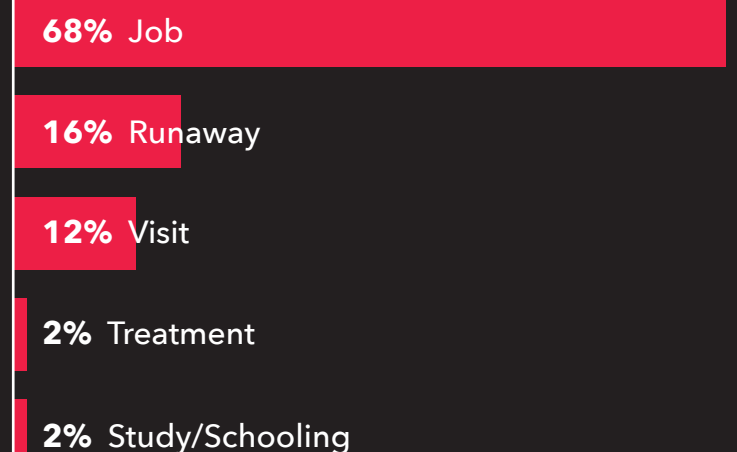 68% Job
16% Runaway
12% Visit
2% Treatment
2% Study/Schooling